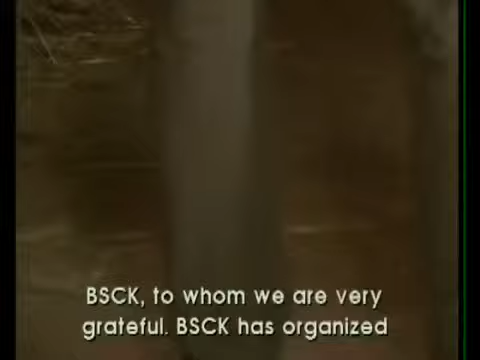 BSCK, to whom we are very
grateful. BSCK has organized